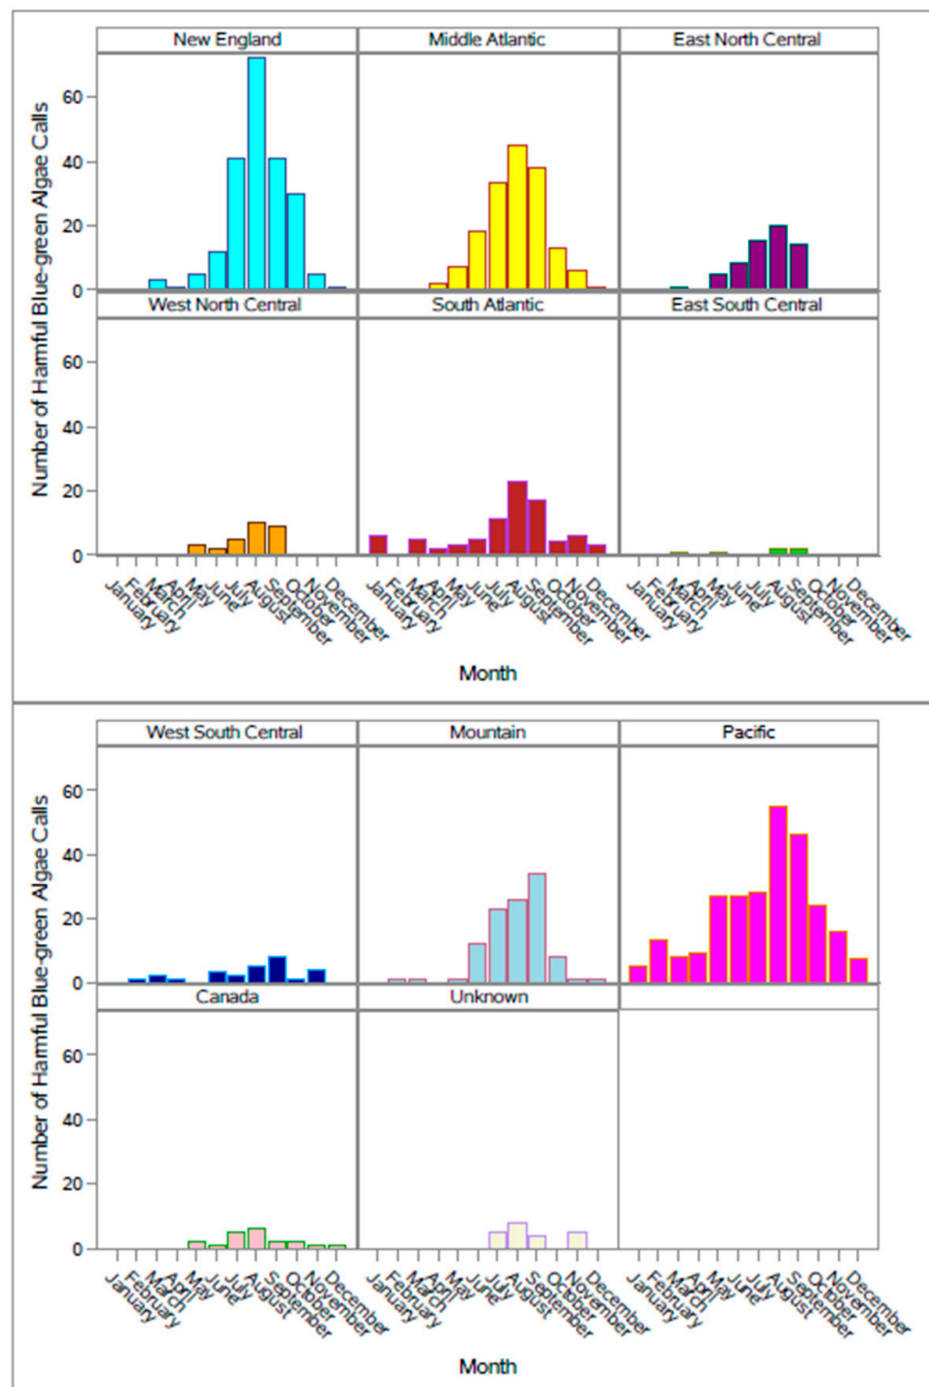 New England Middle Atlantic East North Central
Number of Harmful Blue-green Algae Calls
60
40
20
0
West North Central South Atlantic East South Central
60
40
20
0
January February March April May June July August September October November December
January February March April May June July August September October November December
January February March April May June July August September October November December
Month
West South Central Mountain Pacific
Number of Harmful Blue-green Algae Calls
60
40
20
0
Canada Unknown
60
40
20
0
January February March April May June July August September October November December
January February March April May June July August September October November December
January February March April May June July August September October November December
Month